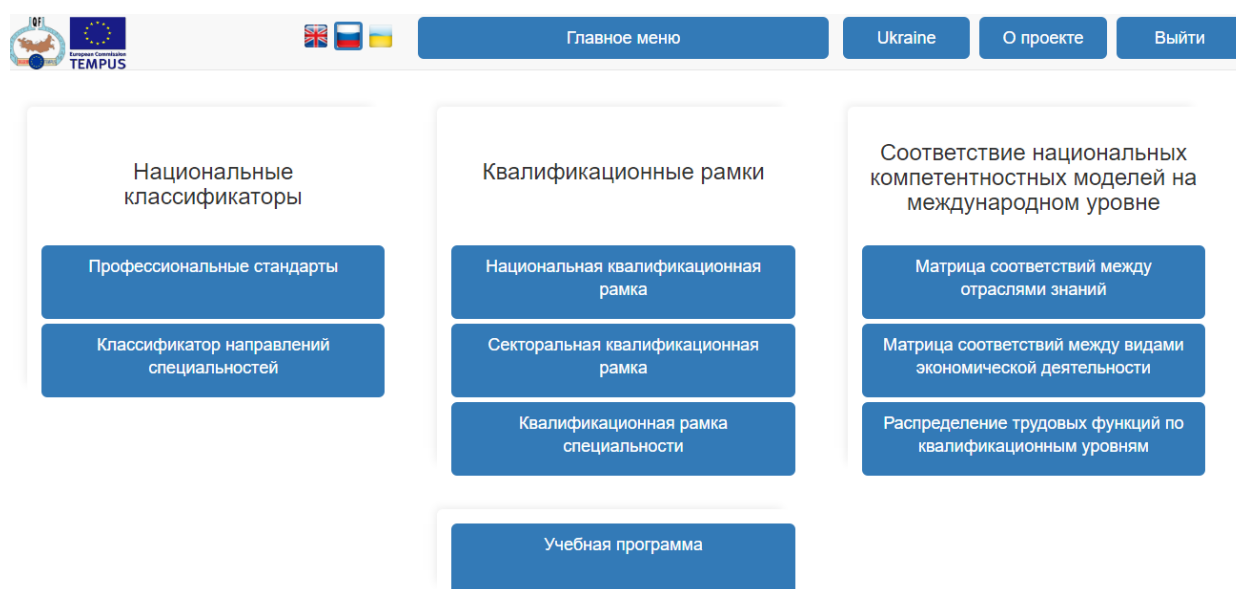 IQF
European Commission
TEMPUS
Главное меню
Ukraine
О проекте
Выйти
Национальные
классификаторы
Профессиональные стандарты
Классификатор направлений
специальностей
Квалификационные рамки
Национальная квалификационная
рамка
Секторальная квалификационная
рамка
Квалификационная рамка
специальности
Соответствие национальных
компетентностных моделей на
международном уровне
Матрица соответствий между
отраслями знаний
Матрица соответствий между видами
экономической деятельности
Распределение трудовых функций по
квалификационным уровням
Учебная программа